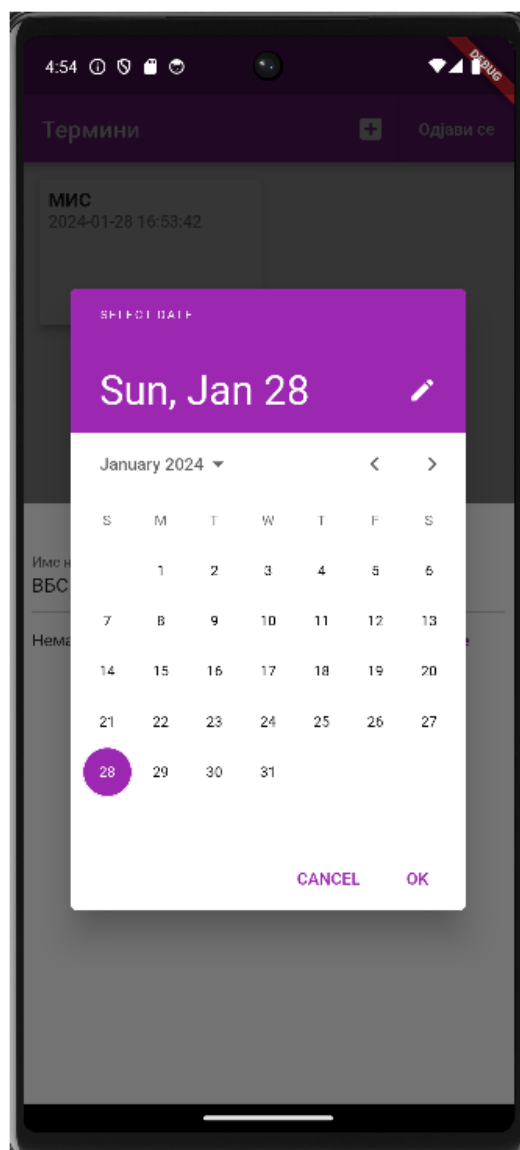 4:54
DEBUG
Термини
Одјави се
МИС
2024-01-28 16:53:42
SELECT DATE
Sun, Jan 28
January 2024
S M T W T F S
1 2 3 4 5 6
7 8 9 10 11 12 13
14 15 16 17 18 19 20
21 22 23 24 25 26 27
28 29 30 31
Име н
ВБС
Нема
CANCEL OK